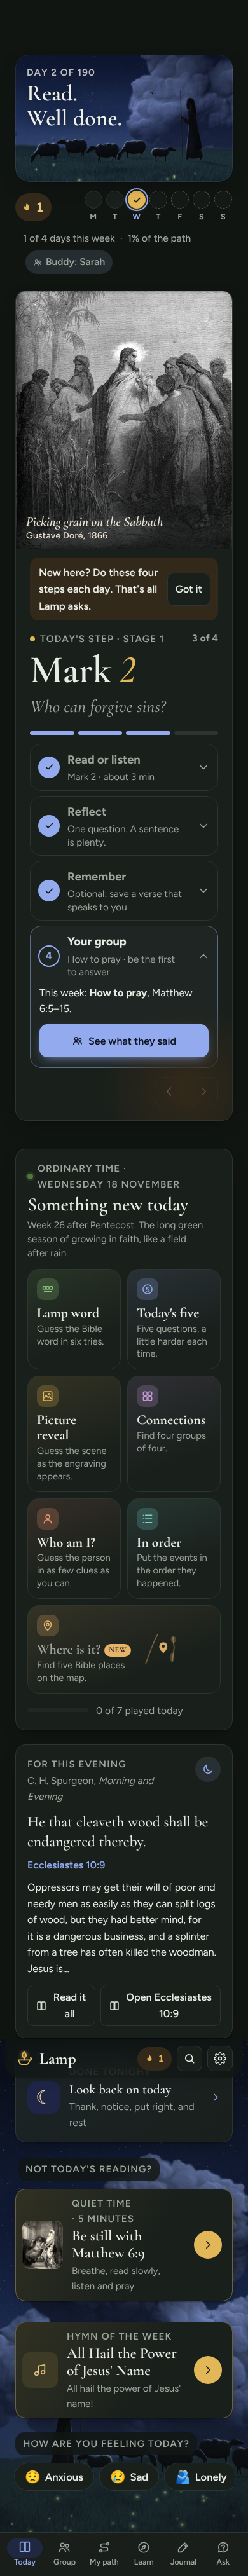 DAY 2 OF 190
Read.
Well done.
1
M T W T F S S
1 of 4 days this week · 1% of the path
Buddy: Sarah
Picking grain on the Sabbath
Gustave Doré, 1866
New here? Do these four
steps each day. That's all
Lamp asks.
Got it
TODAY'S STEP · STAGE 1
3 of 4
Mark 2
Who can forgive sins?
Read or listen
Mark 2 · about 3 min
Reflect
One question. A sentence
is plenty.
Remember
Optional: save a verse that
speaks to you
4
Your group
How to pray · be the first
to answer
This week: How to pray, Matthew
6:5–15.
See what they said
ORDINARY TIME ·
WEDNESDAY 18 NOVEMBER
Something new today
Week 26 after Pentecost. The long green
season of growing in faith, like a field
after rain.
Lamp word
Guess the Bible
word in six tries.
Today's five
Five questions, a
little harder each
time.
Picture
reveal
Guess the scene
as the engraving
appears.
Connections
Find four groups
of four.
Who am I?
Guess the person
in as few clues as
you can.
In order
Put the events in
the order they
happened.
Where is it? NEW
Find five Bible places
on the map.
0 of 7 played today
FOR THIS EVENING
C. H. Spurgeon, Morning and
Evening
He that cleaveth wood shall be
endangered thereby.
Ecclesiastes 10:9
Oppressors may get their will of poor and
needy men as easily as they can split logs
of wood, but they had better mind, for
it is a dangerous business, and a splinter
from a tree has often killed the woodman.
Jesus is…
Read it
all
Open Ecclesiastes
10:9
Lamp
1
DONE TONIGHT
Look back on today
Thank, notice, put right, and
rest
NOT TODAY'S READING?
QUIET TIME
· 5 MINUTES
Be still with
Matthew 6:9
Breathe, read slowly,
listen and pray
HYMN OF THE WEEK
All Hail the Power
of Jesus' Name
All hail the power of Jesus'
name!
HOW ARE YOU FEELING TODAY?
😟 Anxious
😢 Sad
🫂 Lonely
Today
Group
My path
Learn
Journal
Ask